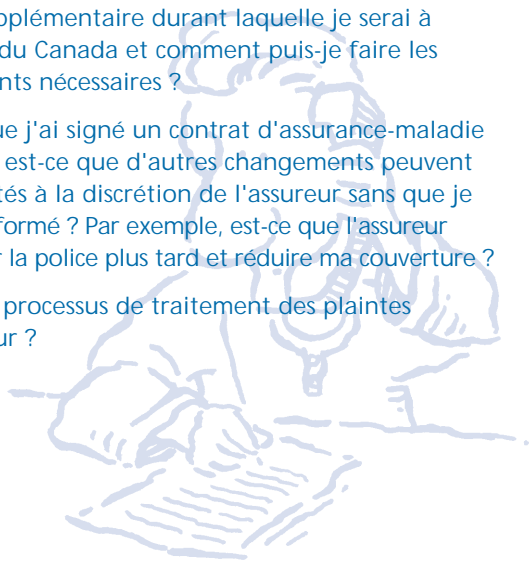 plémentaire durant laquelle je serai à
du Canada et comment puis-je faire les
nts nécessaires ?
ue j'ai signé un contrat d'assurance-maladie
est-ce que d'autres changements peuvent
tés à la discrétion de l'assureur sans que je
formé ? Par exemple, est-ce que l'assureur
r la police plus tard et réduire ma couverture ?
processus de traitement des plaintes
ur ?